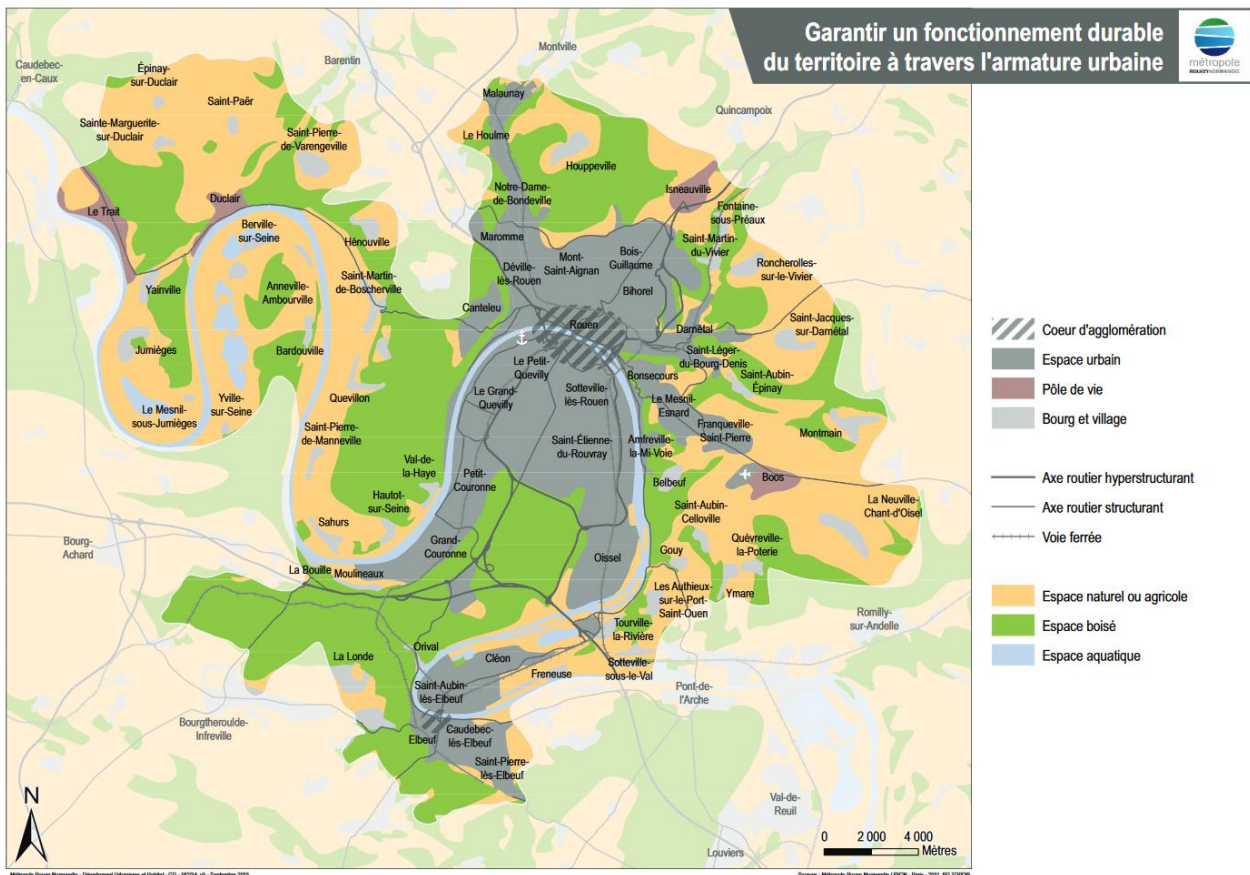 Garantir un fonctionnement durable
du territoire à travers l'armature urbaine
métropole
ROUENNORMANDIE
Caudebec-
en-Caux
Barentin
Montville
Quincampoix
Épinay-
sur-Duclair
Saint-Paër
Sainte-Marguerite-
sur-Duclair
Saint-Pierre-
de-Varengeville
Malaunay
Le Houlme
Houppeville
Isneauville
Notre-Dame-
de-Bondeville
Fontaine-
sous-Préaux
Le Trait
Duclair
Berville-
sur-Seine
Hénouville
Maromme
Mont-
Saint-Aignan
Bois-
Guillaume
Saint-Martin-
du-Vivier
Roncherolles-
sur-le-Vivier
Yainville
Anneville-
Ambourville
Saint-Martin-
de-Boscherville
Déville-
lès-Rouen
Bihorel
Canteleu
Rouen
Darnétal
Saint-Jacques-
sur-Darnétal
Jumièges
Bardouville
Le Petit-
Quevilly
Saint-Léger-
du-Bourg-Denis
Bonsecours
Saint-Aubin-
Épinay
Le Mesnil-
sous-Jumièges
Yville-
sur-Seine
Quevillon
Le Grand-
Quevilly
Sotteville-
lès-Rouen
Le Mesnil-
Esnard
Franqueville-
Saint-Pierre
Montmain
Saint-Pierre-
de-Manneville
Saint-Étienne-
du-Rouvray
Amfreville-
la-Mi-Voie
Val-de-
la-Haye
Petit-
Couronne
Belbeuf
Boos
Hautot-
sur-Seine
Saint-Aubin-
Celloville
La Neuville-
Chant-d'Oisel
Sahurs
Bourg-
Achard
Grand-
Couronne
Oissel
Gouy
Quévreville-
la-Poterie
La Bouille
Moulineaux
Les Authieux-
sur-le-Port-
Saint-Ouen
Ymare
Romilly-
sur-Andelle
Tourville-
la-Rivière
Orival
La Londe
Cléon
Freneuse
Sotteville-
sous-le-Val
Saint-Aubin-
lès-Elbeuf
Pont-de-
l'Arche
Bourgtheroulde-
Infreville
Elbeuf
Caudebec-
lès-Elbeuf
Saint-Pierre-
lès-Elbeuf
Val-de-
Reuil
Louviers
N
0 2 000 4 000
Mètres
Coeur d'agglomération
Espace urbain
Pôle de vie
Bourg et village
Axe routier hyperstructurant
Axe routier structurant
Voie ferrée
Espace naturel ou agricole
Espace boisé
Espace aquatique